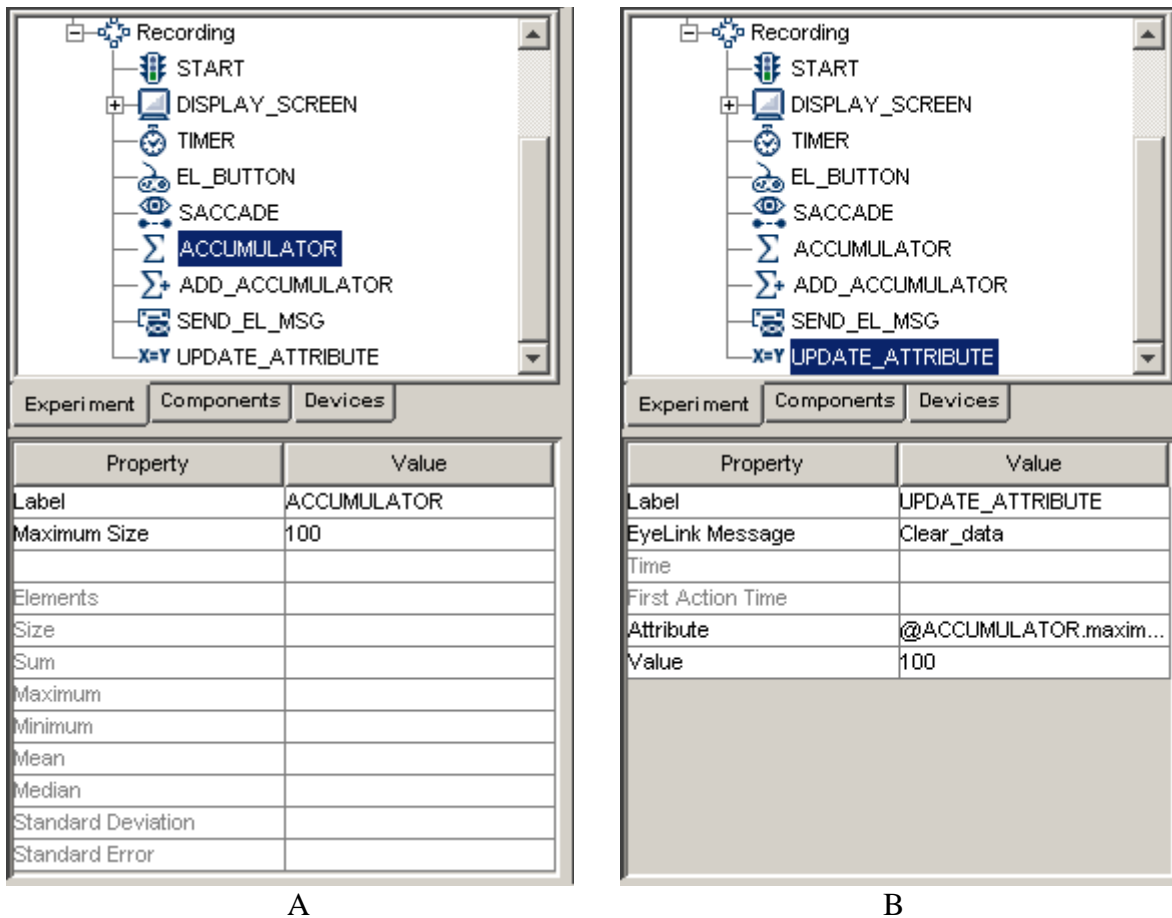 Recording
START
DISPLAY_SCREEN
TIMER
EL_BUTTON
SACCADE
ACCUMULATOR
ADD_ACCUMULATOR
SEND_EL_MSG
X=Y UPDATE_ATTRIBUTE
Experiment Components Devices
Property Value
Label ACCUMULATOR
Maximum Size 100
Elements
Size
Sum
Maximum
Minimum
Mean
Median
Standard Deviation
Standard Error
A
Recording
START
DISPLAY_SCREEN
TIMER
EL_BUTTON
SACCADE
ACCUMULATOR
ADD_ACCUMULATOR
SEND_EL_MSG
X=Y UPDATE_ATTRIBUTE
Experiment Components Devices
Property Value
Label UPDATE_ATTRIBUTE
EyeLink Message Clear_data
Time
First Action Time
Attribute @ACCUMULATOR.maxim...
Value 100
B